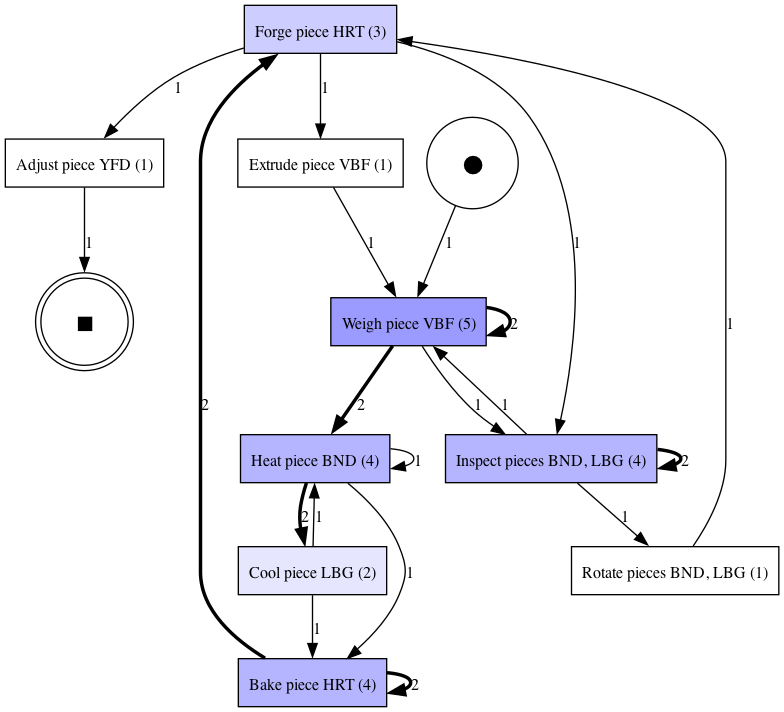 Forge piece HRT (3)
1
1
Adjust piece YFD (1)
Extrude piece VBF (1)
1
1
1
1
Weigh piece VBF (5)
2
1
2
2
1
1
Heat piece BND (4)
1
Inspect pieces BND, LBG (4)
2
2
1
1
Cool piece LBG (2)
1
Rotate pieces BND, LBG (1)
1
Bake piece HRT (4)
2